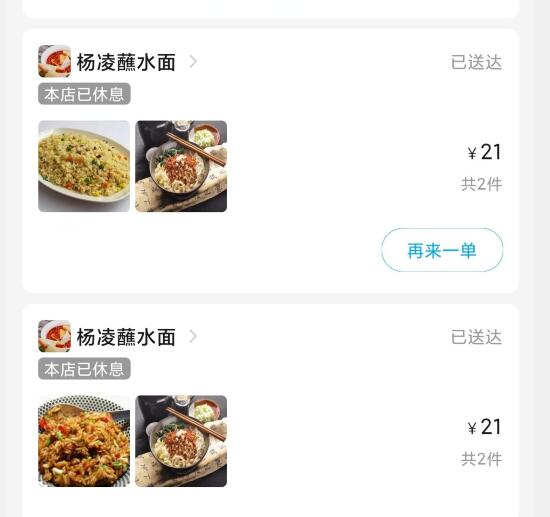 杨凌蘸水面
已送达
本店已休息
¥21
共2件
再来一单
杨凌蘸水面
已送达
本店已休息
¥21
共2件